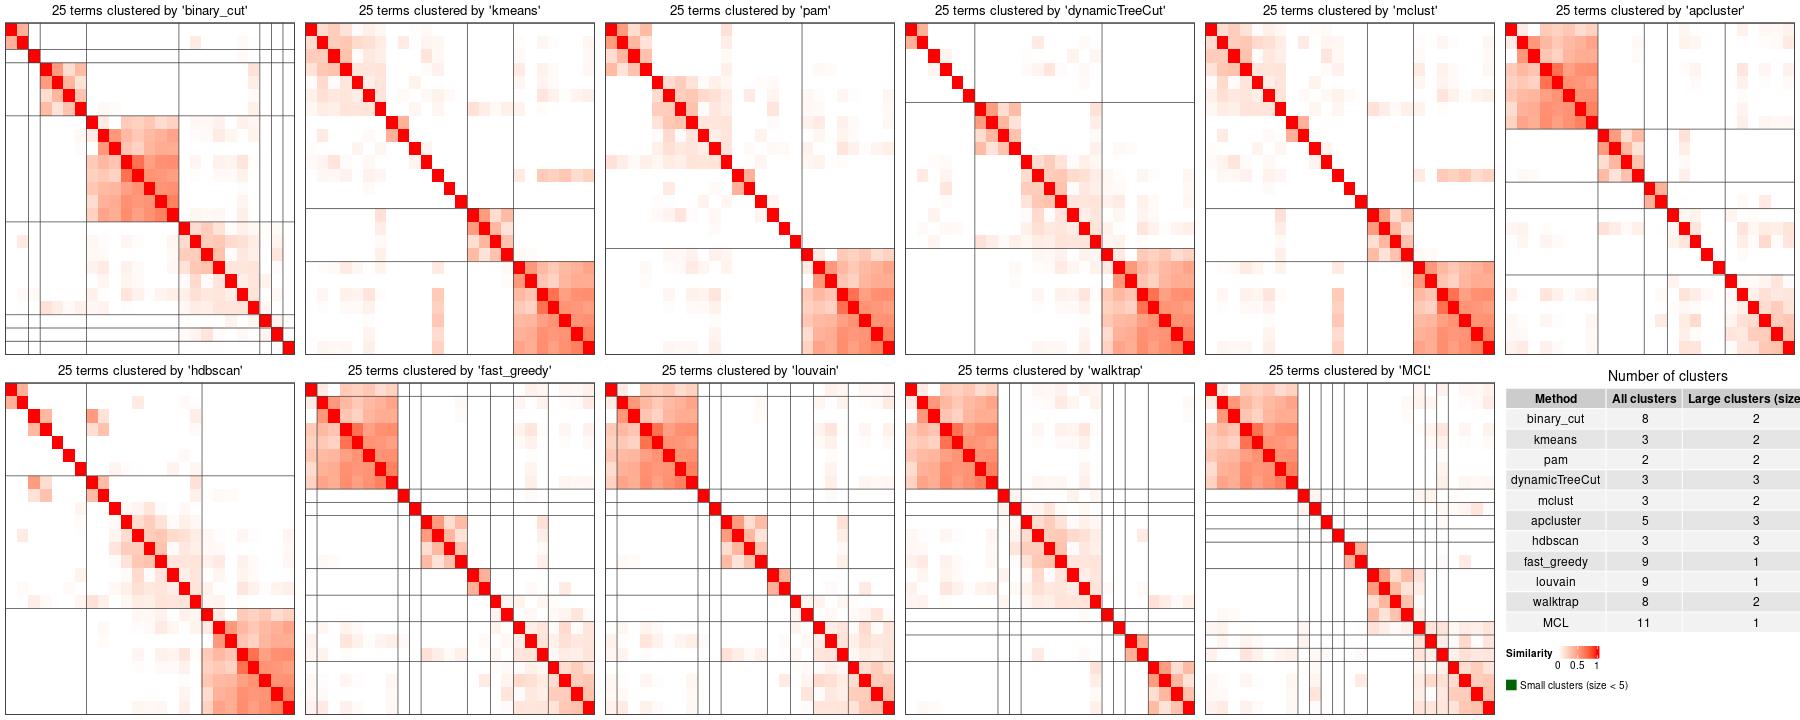 25 terms clustered by 'binary_cut'
25 terms clustered by 'kmeans'
25 terms clustered by 'pam'
25 terms clustered by 'dynamicTreeCut'
25 terms clustered by 'mclust'
25 terms clustered by 'apcluster'
25 terms clustered by 'hdbscan'
25 terms clustered by 'fast_greedy'
25 terms clustered by 'louvain'
25 terms clustered by 'walktrap'
25 terms clustered by 'MCL'
Number of clusters
Method All clusters Large clusters (size
binary_cut 8 2
kmeans 3 2
pam 2 2
dynamicTreeCut 3 3
mclust 3 2
apcluster 5 3
hdbscan 3 3
fast_greedy 9 1
louvain 9 1
walktrap 8 2
MCL 11 1
Similarity
0 0.5 1
Small clusters (size < 5)